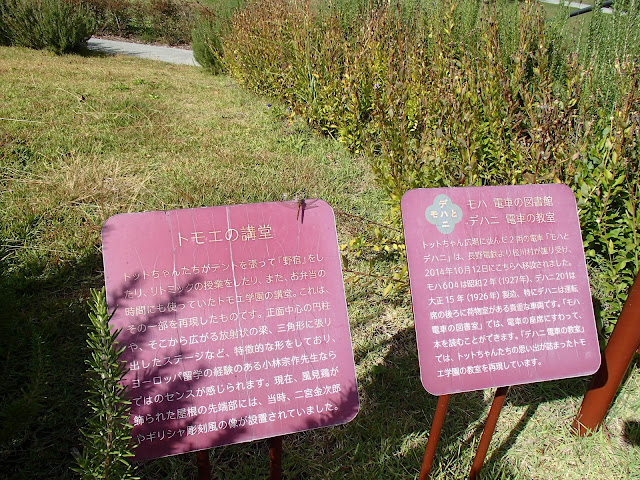 トモエの講堂
トットちゃんたちがテントを張って「野宿」をし
たり、リトミックの授業をしたり、また、お弁当の
時間にも使っていたトモエ学園の講堂。これは、
その一部を再現したものです。正面中心の円柱
や、そこから広がる放射状の梁、三角形に張り
出したステージなど、特徴的な形をしており、
ヨーロッパ留学の経験のある小林宗作先生なら
ではのセンスが感じられます。現在、風見鶏が
飾られた屋根の先端部には、当時、二宮金次郎
やギリシャ彫刻風の像が設置されていました。
デ
モハと
ニ
モハ 電車の図書館
デハニ 電車の教室
トットちゃん広場に並んだ2両の電車「モハと
デハニ」は、長野電鉄より松川村が譲り受け、
2014年10月12日にこちらへ移設されました。
モハ604は昭和2年(1927年)、デハニ201は
大正15年(1926年)製造、特にデハニは運転
席の後ろに荷物室がある貴重な車両です。「モハ
電車の図書館」では、電車の座席にすわって、
本を読むことができます。「デハニ 電車の教室」
では、トットちゃんたちの思い出が詰まったトモ
エ学園の教室を再現しています。